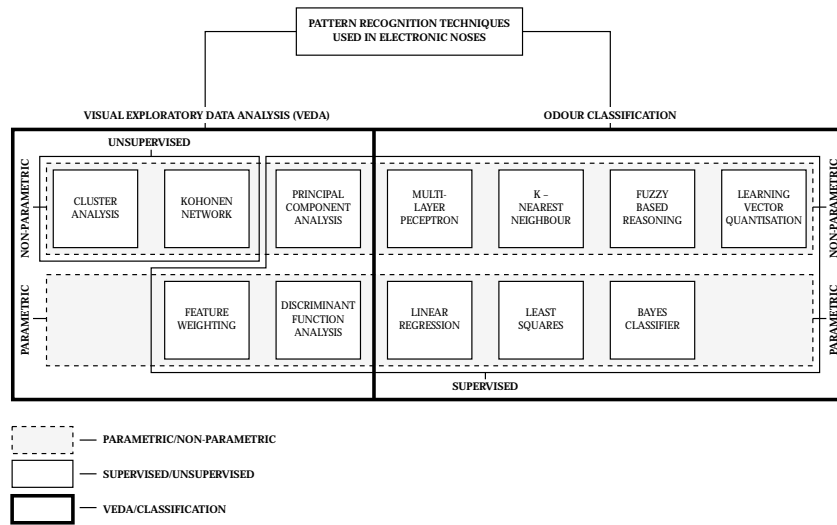 PATTERN RECOGNITION TECHNIQUES
USED IN ELECTRONIC NOSES
VISUAL EXPLORATORY DATA ANALYSIS (VEDA)
ODOUR CLASSIFICATION
UNSUPERVISED
NON-PARAMETRIC
CLUSTER
ANALYSIS
KOHONEN
NETWORK
PRINCIPAL
COMPONENT
ANALYSIS
MULTI-
LAYER
PECEPTRON
K –
NEAREST
NEIGHBOUR
FUZZY
BASED
REASONING
LEARNING
VECTOR
QUANTISATION
NON-PARAMETRIC
PARAMETRIC
FEATURE
WEIGHTING
DISCRIMINANT
FUNCTION
ANALYSIS
LINEAR
REGRESSION
LEAST
SQUARES
BAYES
CLASSIFIER
PARAMETRIC
SUPERVISED
PARAMETRIC/NON-PARAMETRIC
SUPERVISED/UNSUPERVISED
VEDA/CLASSIFICATION